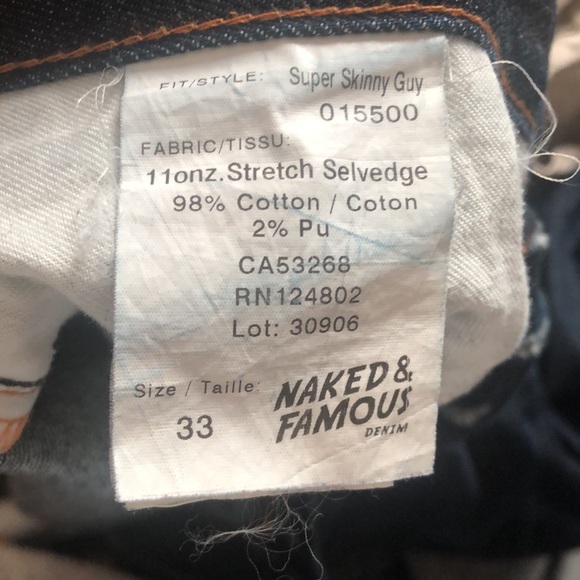 FIT/STYLE: Super Skinny Guy
015500
FABRIC/TISSU:
11onz. Stretch Selvedge
98% Cotton / Coton
2% Pu
CA53268
RN124802
Lot: 30906
Size / Taille:
33
NAKED &
FAMOUS
DENIM